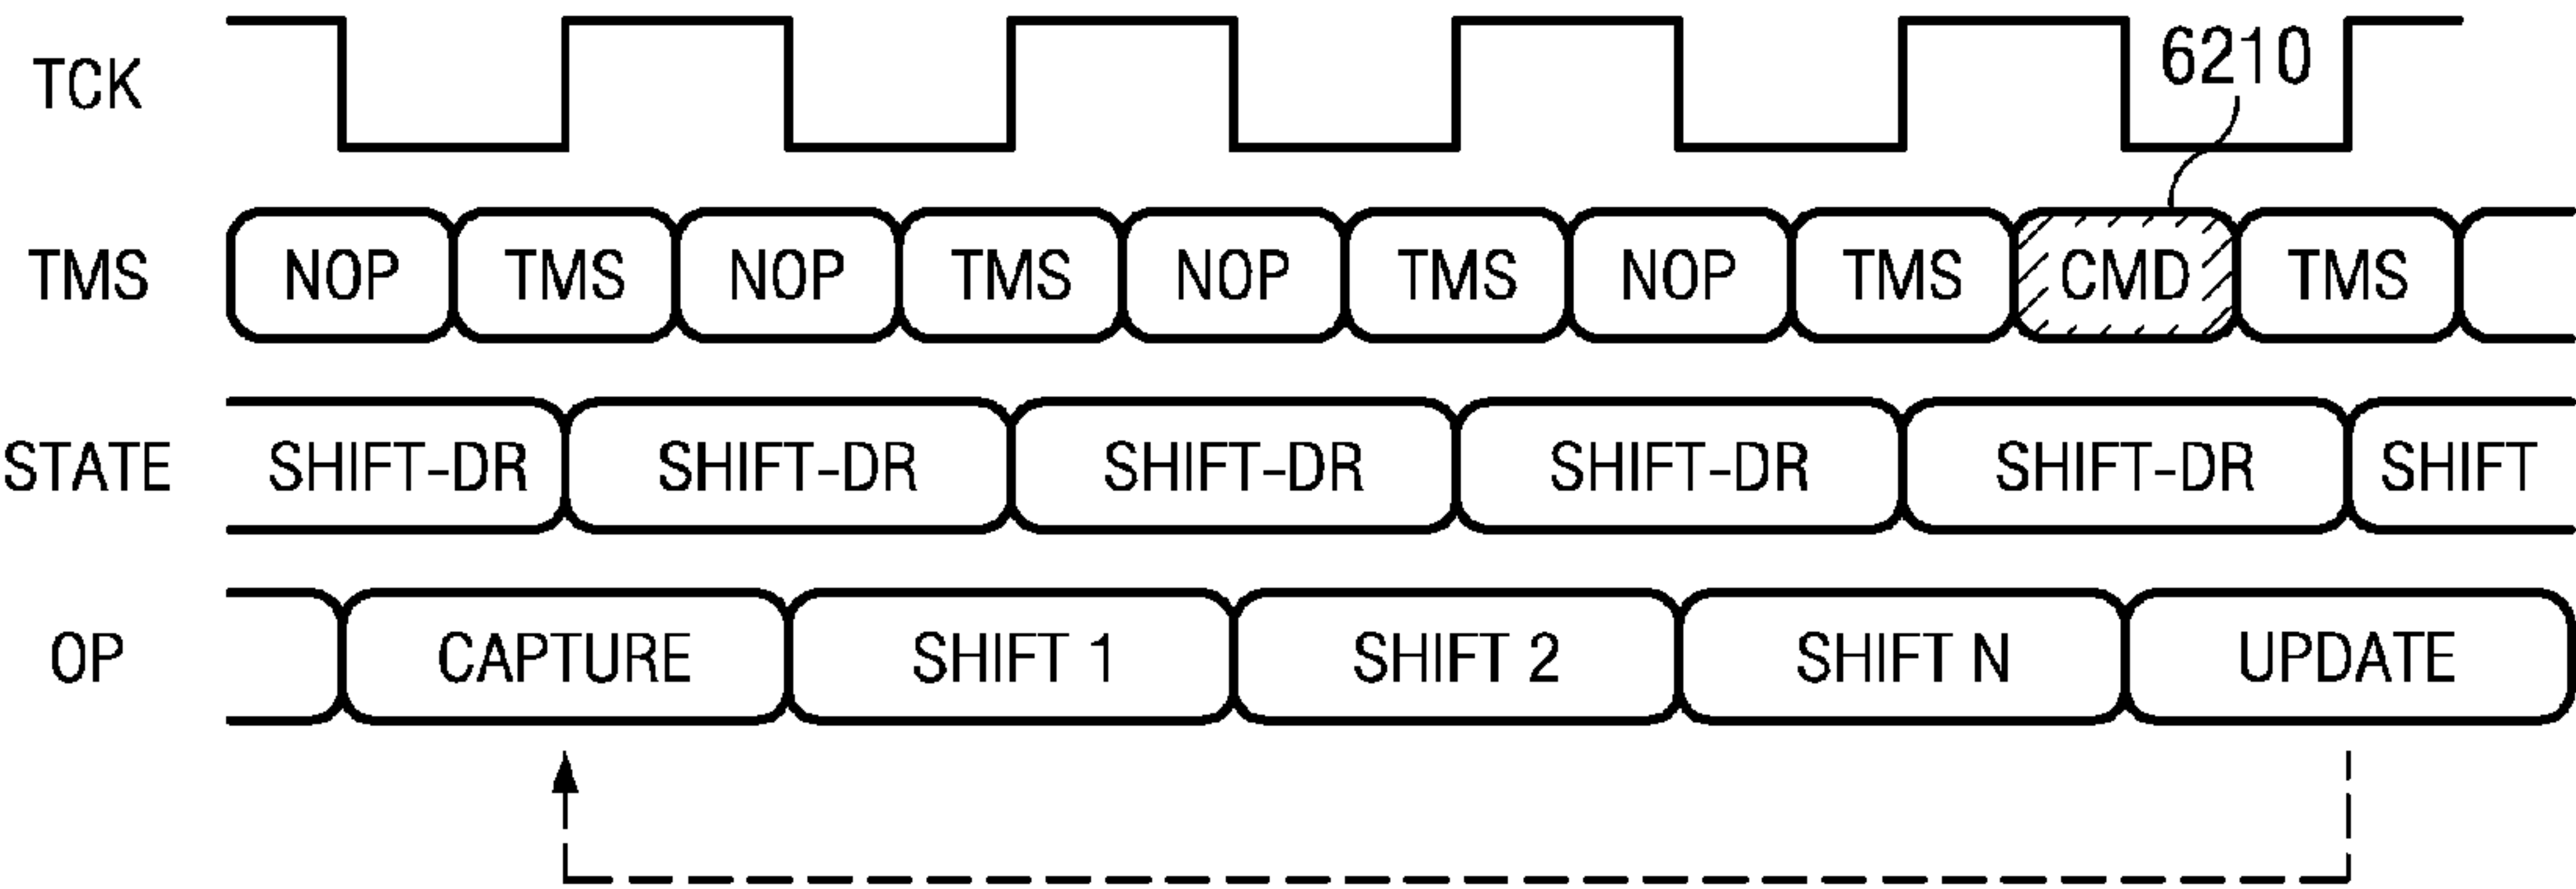 TCK 6210
TMS NOP TMS NOP TMS NOP TMS NOP TMS CMD TMS
STATE SHIFT-DR SHIFT-DR SHIFT-DR SHIFT-DR SHIFT-DR SHIFT
OP CAPTURE SHIFT 1 SHIFT 2 SHIFT N UPDATE